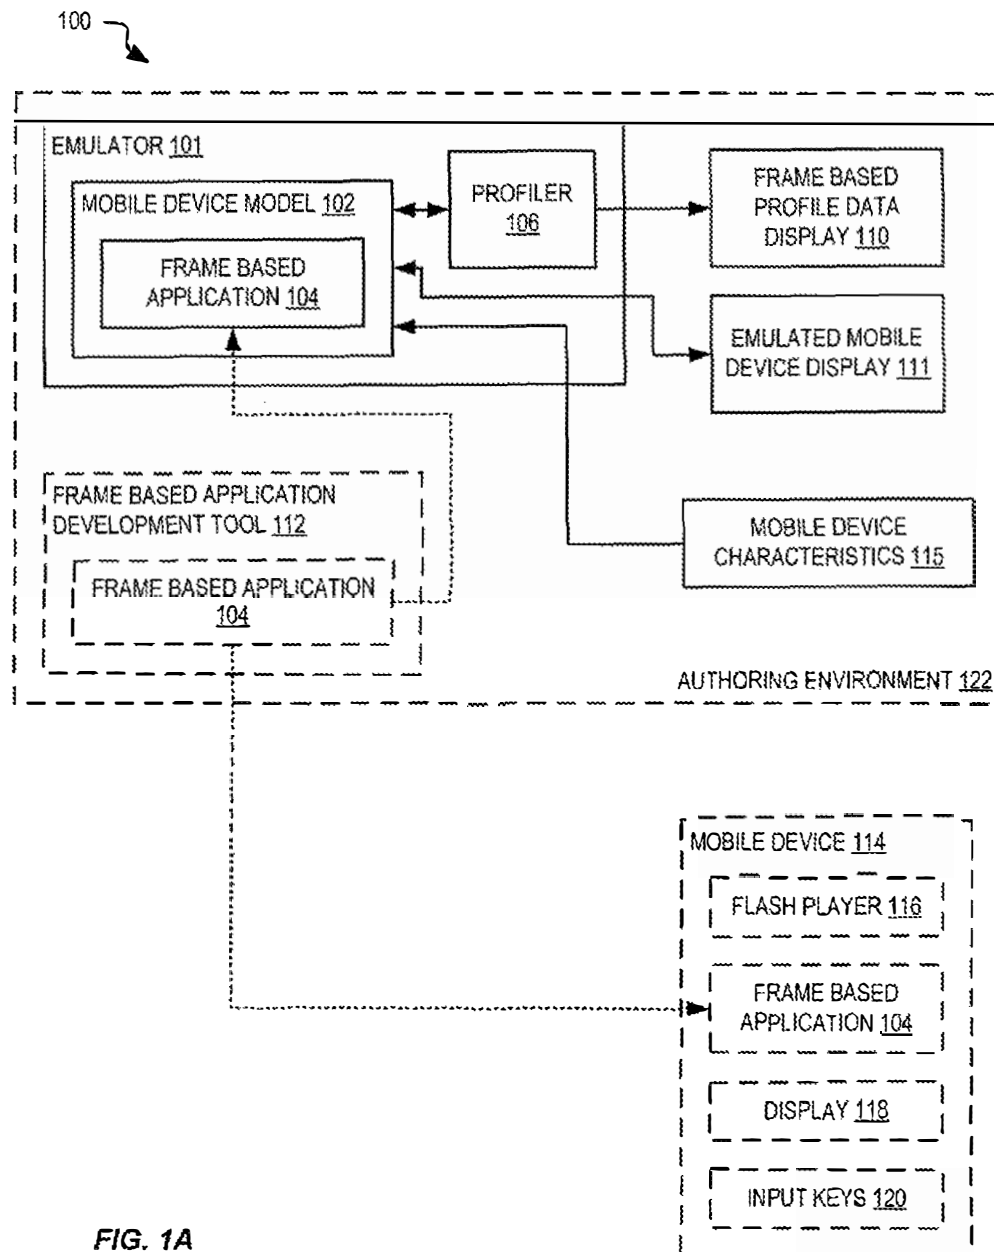 100
EMULATOR 101
MOBILE DEVICE MODEL 102
FRAME BASED
APPLICATION 104
PROFILER
106
FRAME BASED
PROFILE DATA
DISPLAY 110
EMULATED MOBILE
DEVICE DISPLAY 111
FRAME BASED APPLICATION
DEVELOPMENT TOOL 112
FRAME BASED APPLICATION
104
MOBILE DEVICE
CHARACTERISTICS 115
AUTHORING ENVIRONMENT 122
MOBILE DEVICE 114
FLASH PLAYER 116
FRAME BASED
APPLICATION 104
DISPLAY 118
INPUT KEYS 120
FIG. 1A